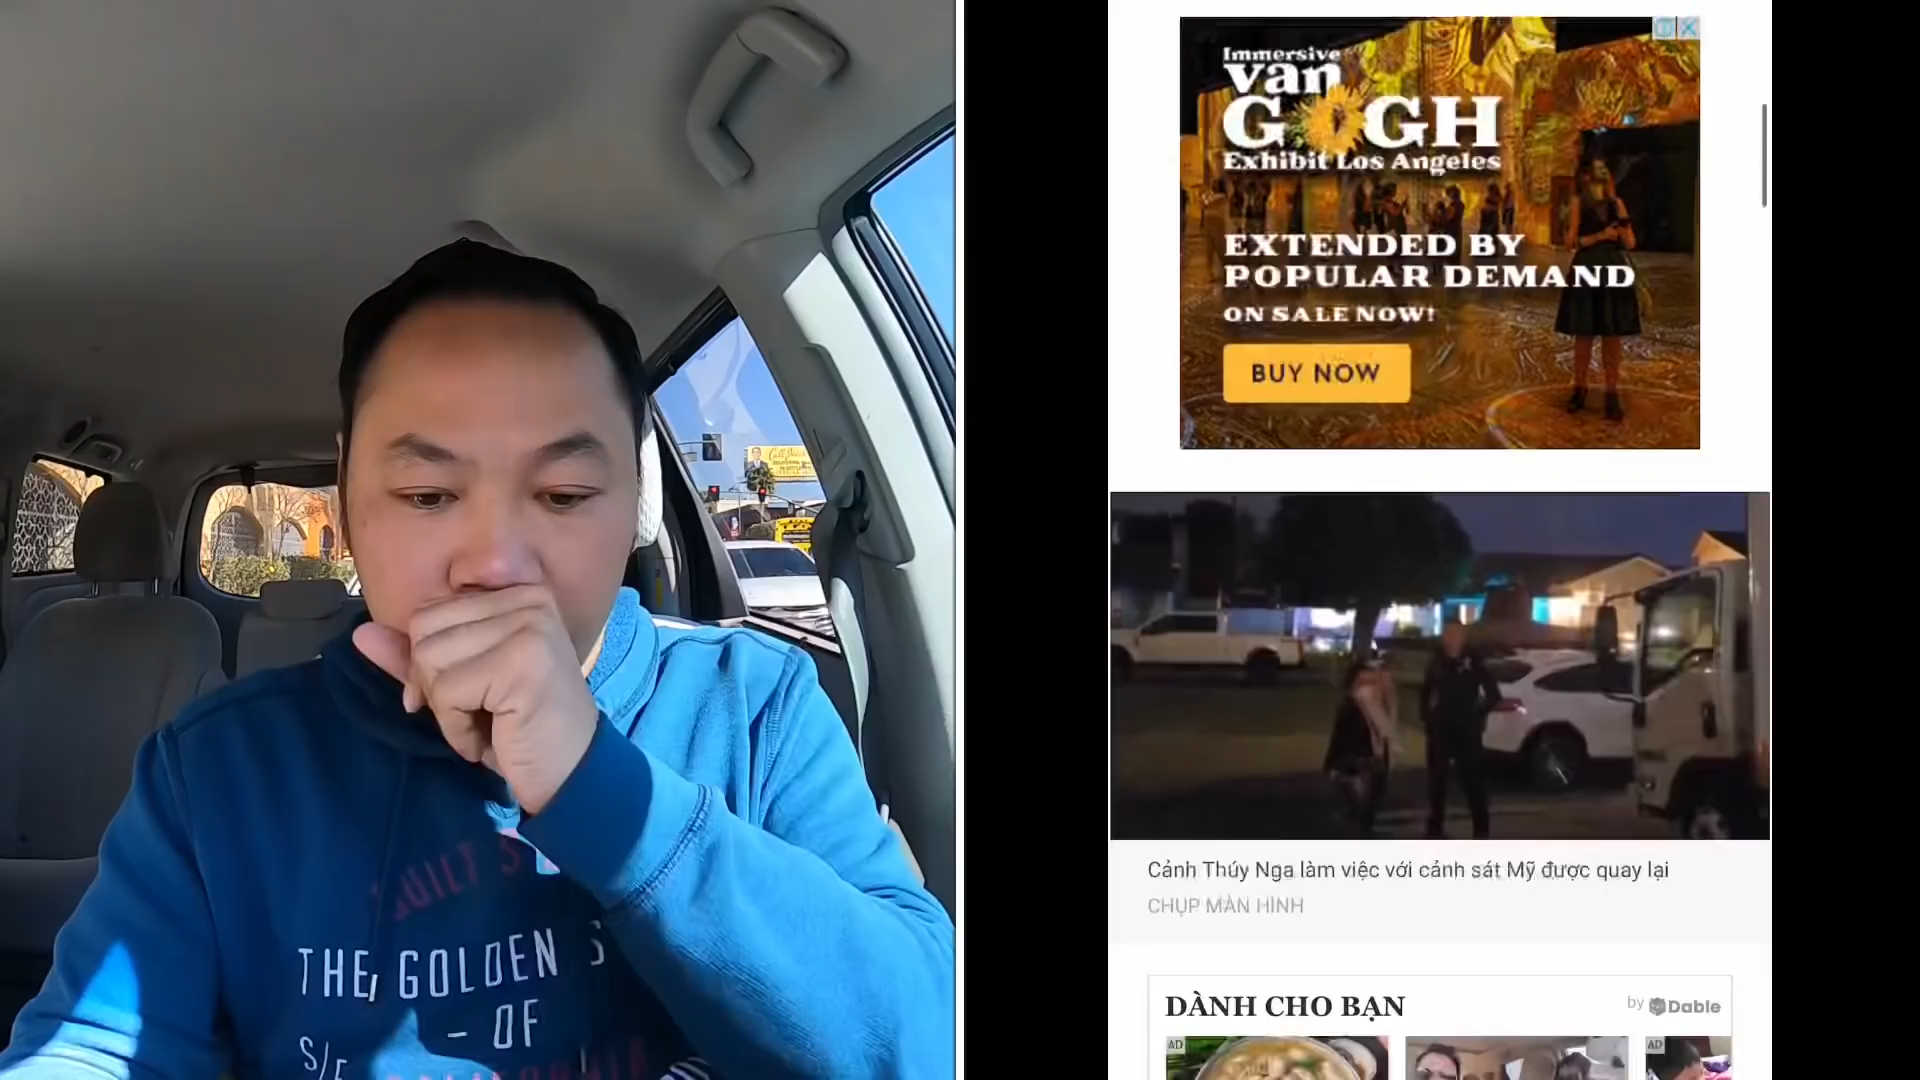 THE GOLDEN S
- OF
Immersive
van
GOGH
Exhibit Los Angeles
EXTENDED BY
POPULAR DEMAND
ON SALE NOW!
BUY NOW
Cảnh Thúy Nga làm việc với cảnh sát Mỹ được quay lại
CHỤP MÀN HÌNH
DÀNH CHO BẠN
by Dable
AD
AD